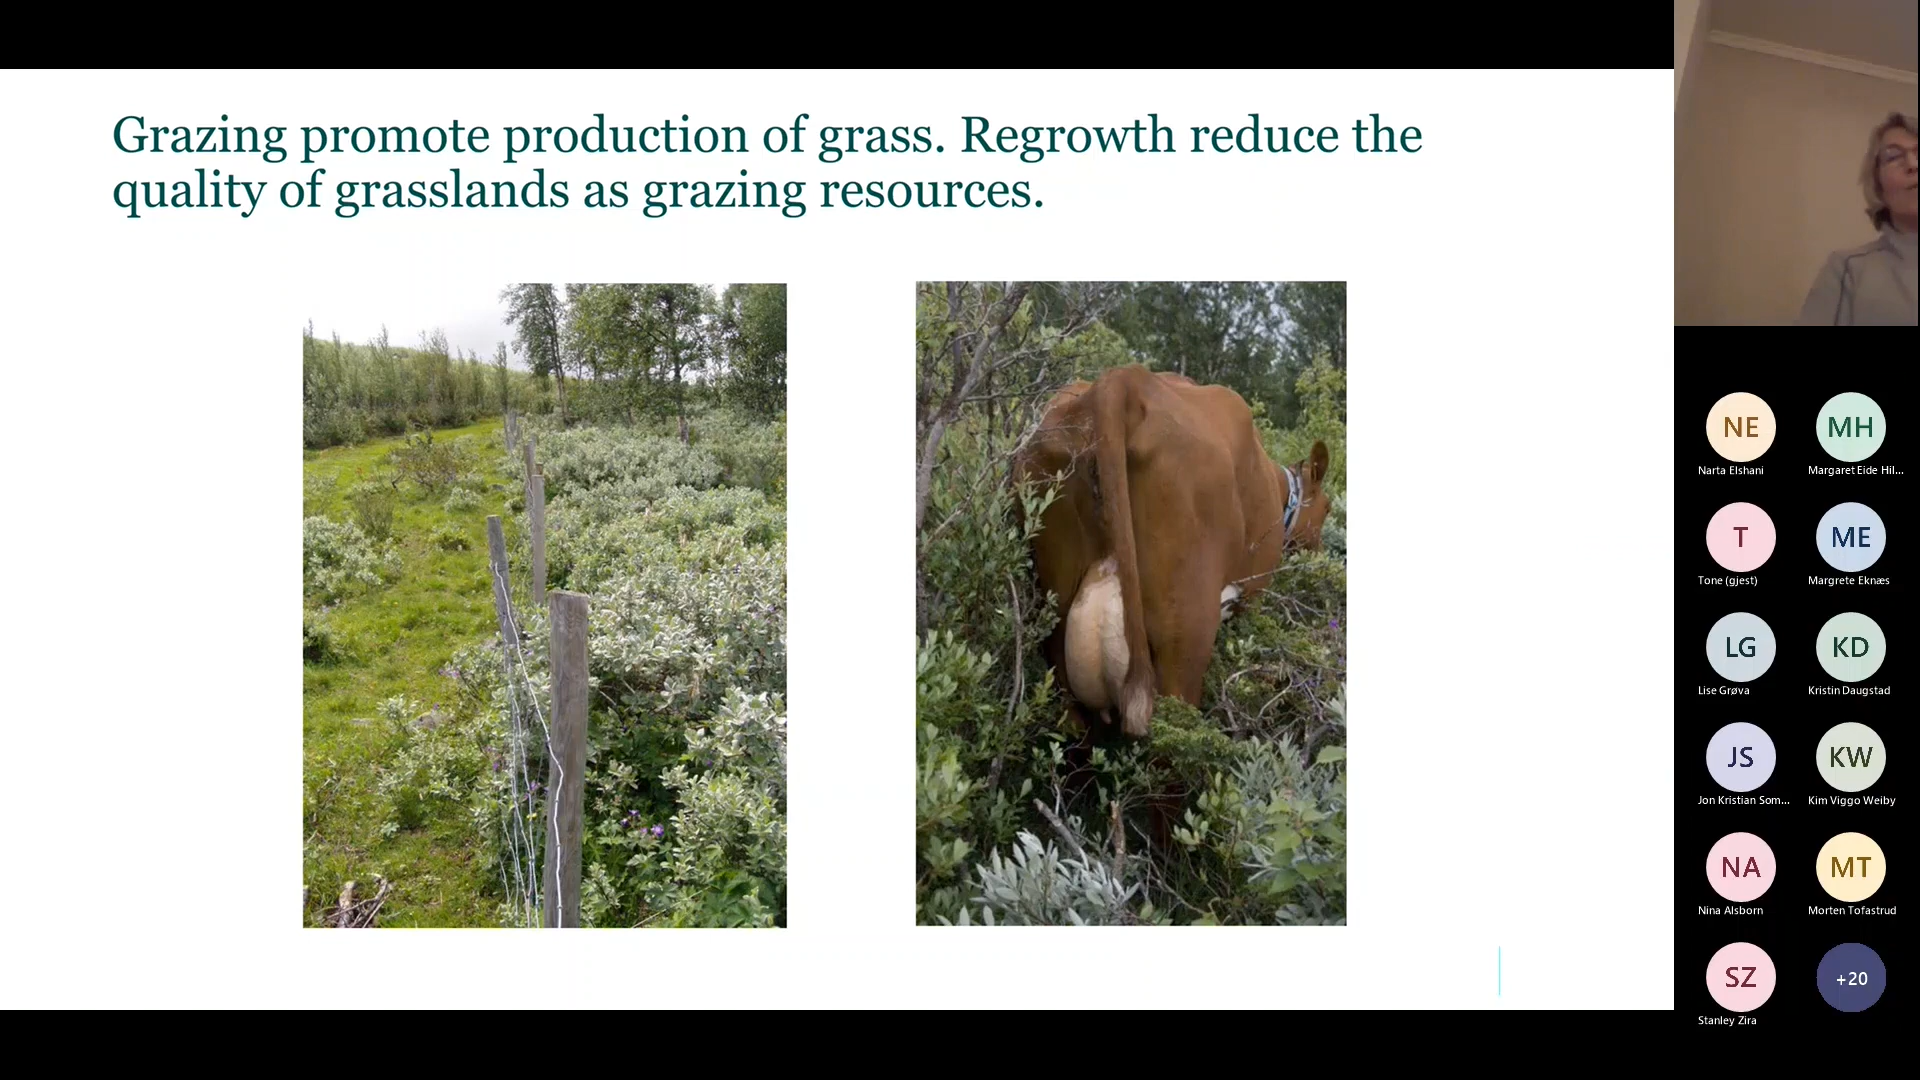 Grazing promote production of grass. Regrowth reduce the
quality of grasslands as grazing resources.
NE
Narta Elshani
MH
Margaret Eide Hil...
T
Tone (gjest)
ME
Margrete Eknæs
LG
Lise Grøva
KD
Kristin Daugstad
JS
Jon Kristian Som...
KW
Kim Viggo Weiby
NA
Nina Alsborn
MT
Morten Tofastrud
SZ
Stanley Zira
+20